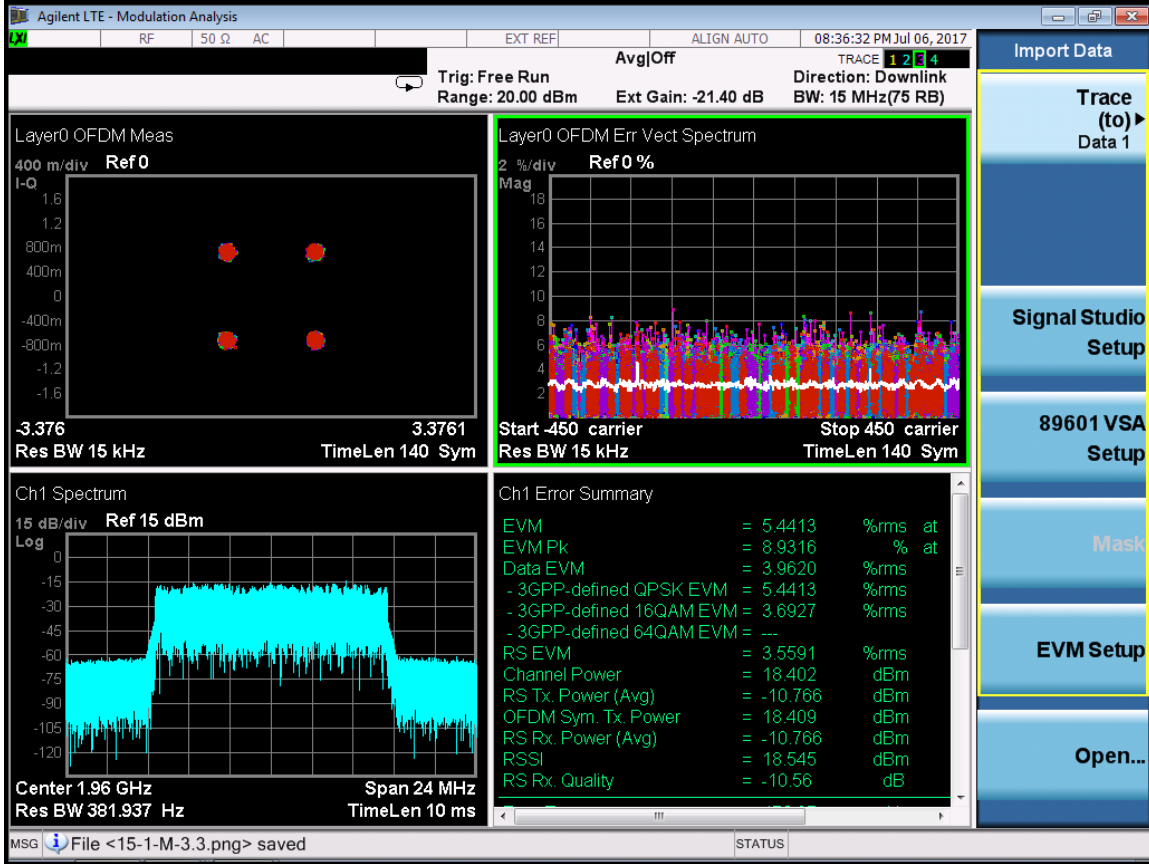 Agilent LTE - Modulation Analysis
LXI RF 50 Ω AC EXT REF ALIGN AUTO 08:36:32 PM Jul 06, 2017
Avg|Off TRACE 1 2 3 4
Trig: Free Run Direction: Downlink
Range: 20.00 dBm Ext Gain: -21.40 dB BW: 15 MHz(75 RB)
Layer0 OFDM Meas
400 m/div Ref 0
I-Q
1.6
1.2
800m
400m
0
-400m
-800m
-1.2
-1.6
-3.376 3.3761
Res BW 15 kHz TimeLen 140 Sym
Layer0 OFDM Err Vect Spectrum
2 %/div Ref 0 %
Mag
18
16
14
12
10
8
6
4
2
Start -450 carrier Stop 450 carrier
Res BW 15 kHz TimeLen 140 Sym
Ch1 Spectrum
15 dB/div Ref 15 dBm
Log
0
-15
-30
-45
-60
-75
-90
-105
-120
Center 1.96 GHz Span 24 MHz
Res BW 381.937 Hz TimeLen 10 ms
Ch1 Error Summary
EVM = 5.4413 %rms at
EVM Pk = 8.9316 % at
Data EVM = 3.9620 %rms
- 3GPP-defined QPSK EVM = 5.4413 %rms
- 3GPP-defined 16QAM EVM = 3.6927 %rms
- 3GPP-defined 64QAM EVM = ---
RS EVM = 3.5591 %rms
Channel Power = 18.402 dBm
RS Tx. Power (Avg) = -10.766 dBm
OFDM Sym. Tx. Power = 18.409 dBm
RS Rx. Power (Avg) = -10.766 dBm
RSSI = 18.545 dBm
RS Rx. Quality = -10.56 dB
Import Data
Trace
(to)
Data 1
Signal Studio
Setup
89601 VSA
Setup
Mask
EVM Setup
Open...
MSG File <15-1-M-3.3.png> saved STATUS